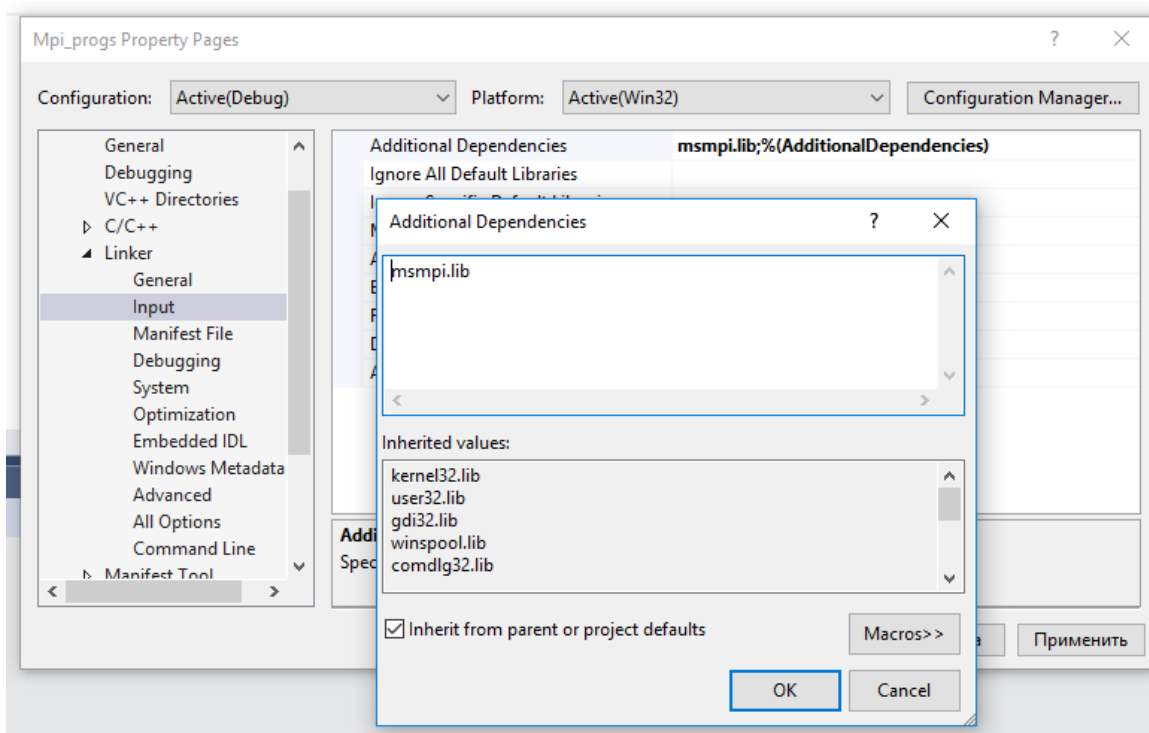 Mpi_progs Property Pages
Configuration: Active(Debug) Platform: Active(Win32) Configuration Manager...
General
Debugging
VC++ Directories
C/C++
Linker
General
Input
Manifest File
Debugging
System
Optimization
Embedded IDL
Windows Metadata
Advanced
All Options
Command Line
Manifest Tool
Additional Dependencies msmpi.lib;%(AdditionalDependencies)
Ignore All Default Libraries
Additional Dependencies
msmpi.lib
Inherited values:
kernel32.lib
user32.lib
gdi32.lib
winspool.lib
comdlg32.lib
Inherit from parent or project defaults
Macros>>
OK Cancel
Addi
Spec
Применить